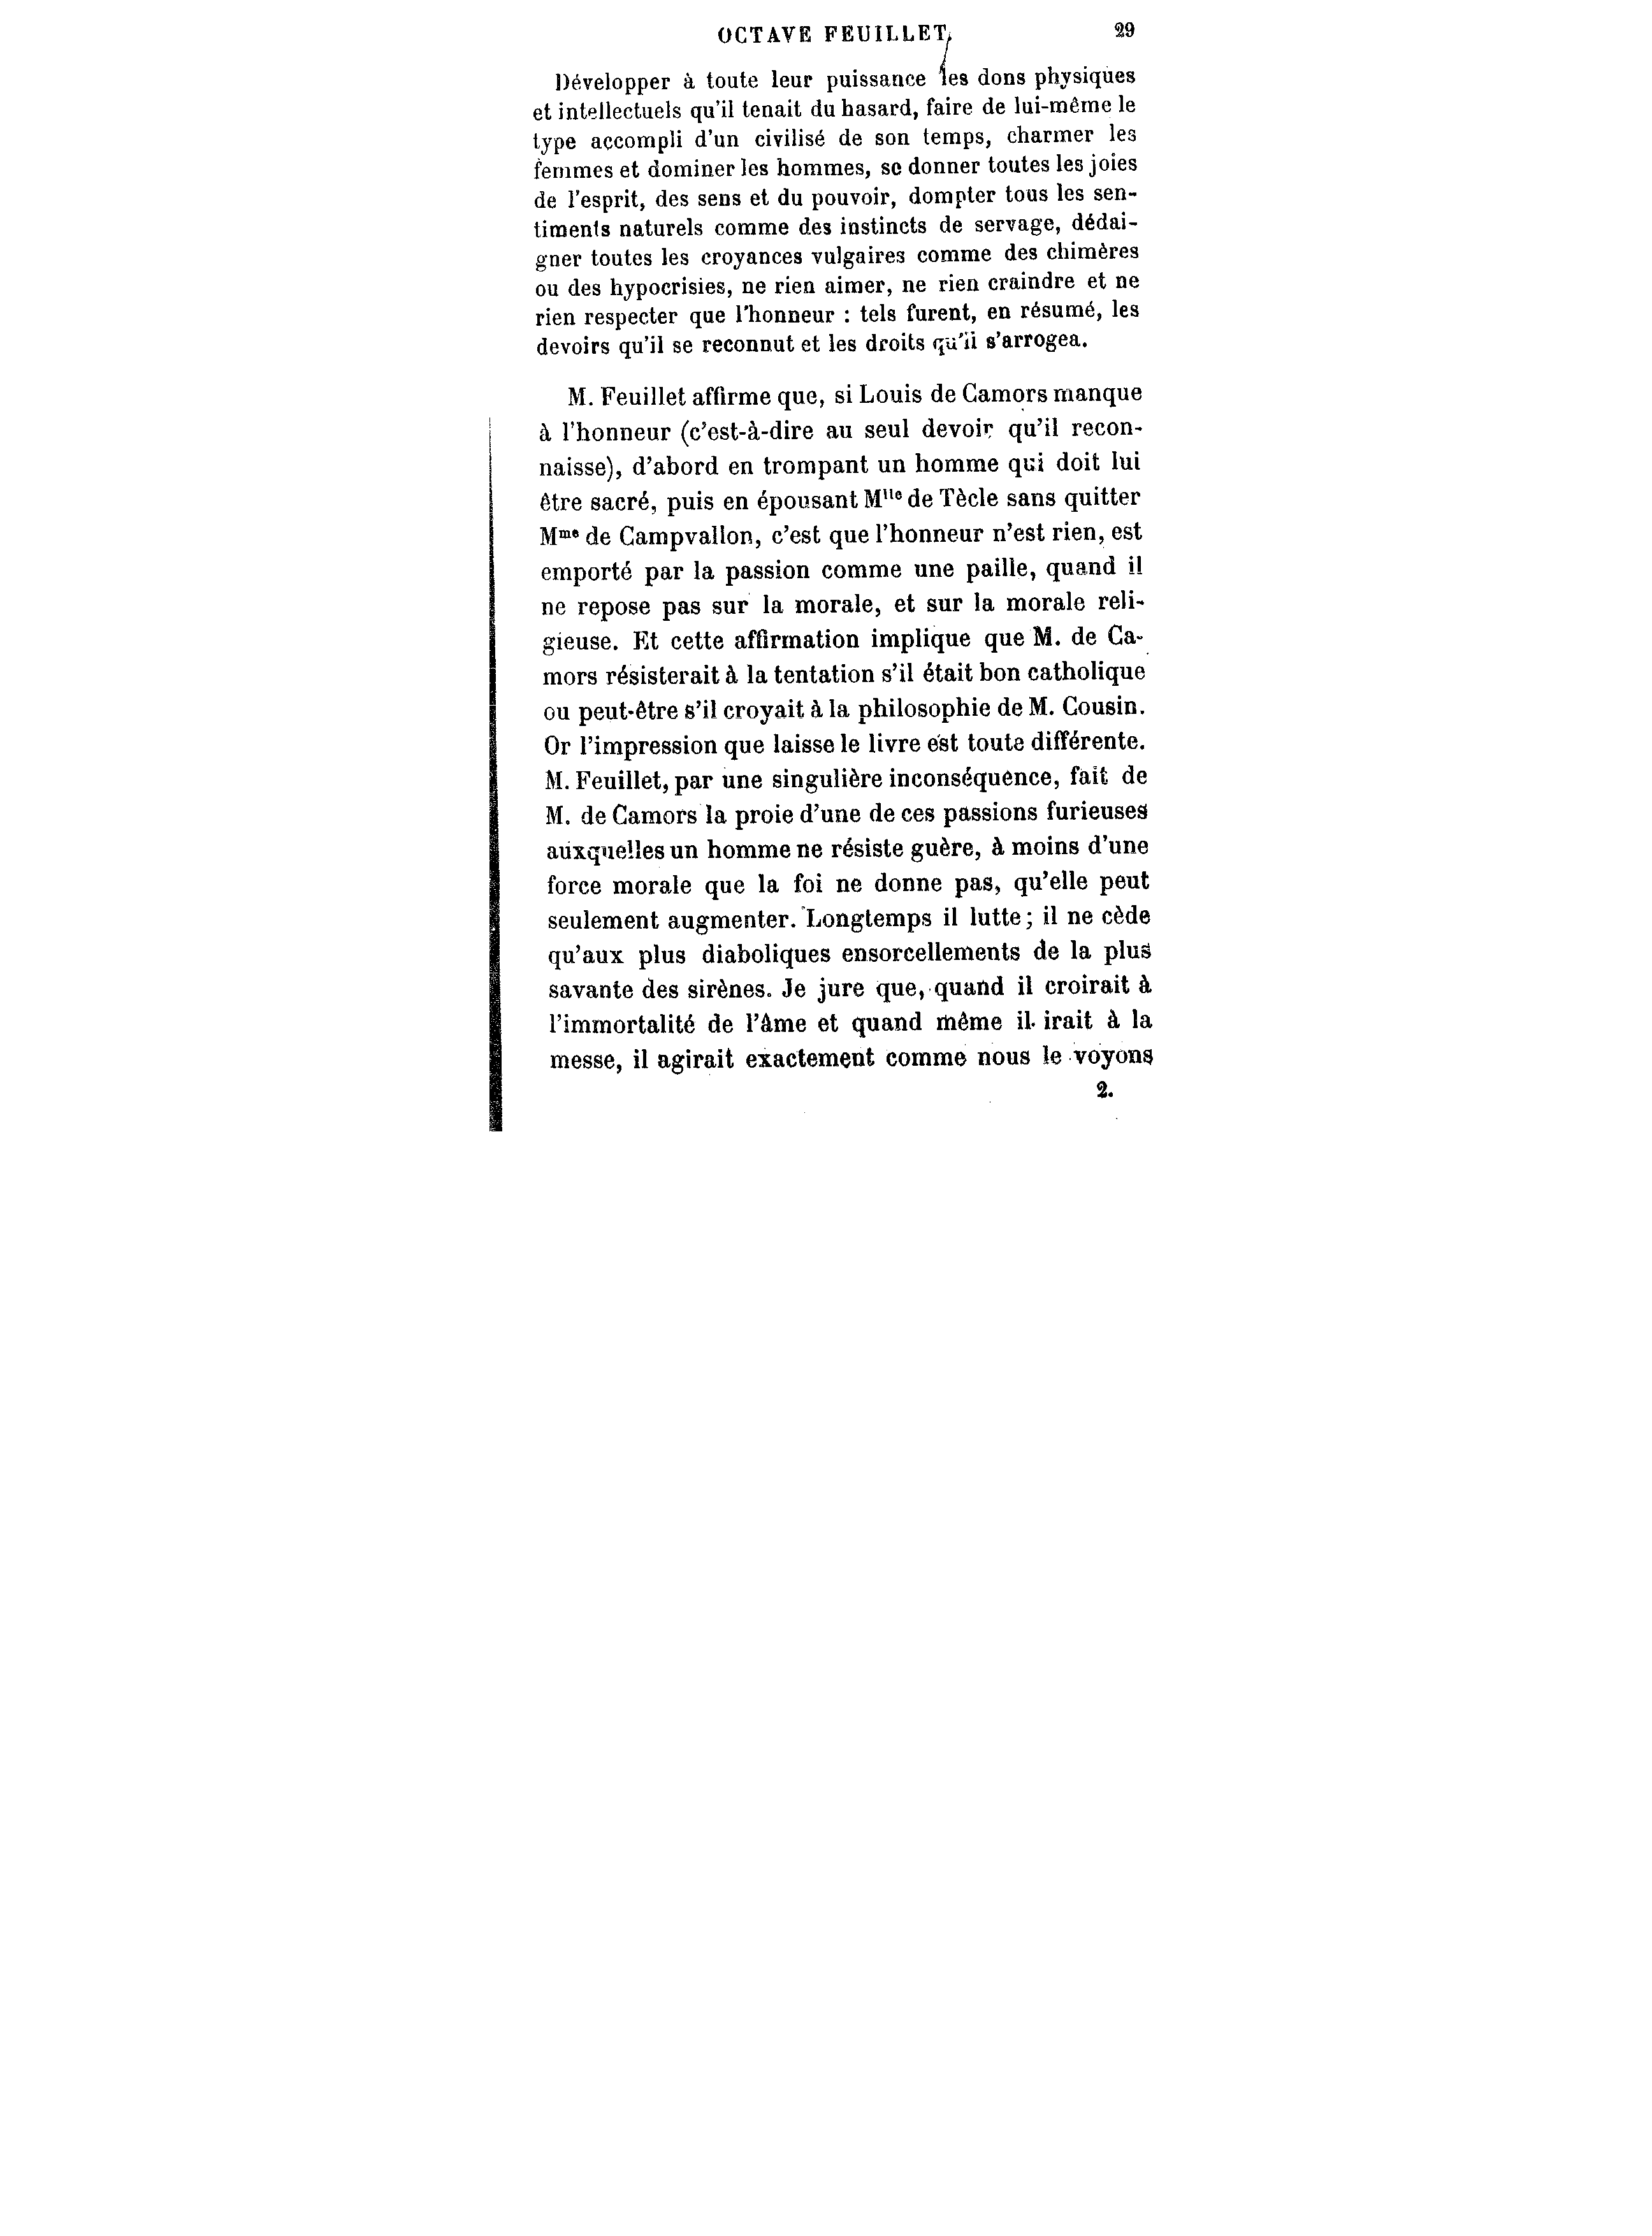 OCTAVE FEUILLET. 29
Développer à toute leur puissance les dons physiques
et intellectuels qu'il tenait du hasard, faire de lui-même le
type accompli d'un civilisé de son temps, charmer les
femmes et dominer les hommes, se donner toutes les joies
de l'esprit, des sens et du pouvoir, dompter tous les sen-
timents naturels comme des instincts de servage, dédai-
gner toutes les croyances vulgaires comme des chimères
ou des hypocrisies, ne rien aimer, ne rien craindre et ne
rien respecter que l'honneur : tels furent, en résumé, les
devoirs qu'il se reconnut et les droits qu'il s'arrogea.
M. Feuillet affirme que, si Louis de Camors manque
à l'honneur (c'est-à-dire au seul devoir qu'il recon-
naisse), d'abord en trompant un homme qui doit lui
être sacré, puis en épousant Mlle de Tècle sans quitter
Mme de Campvallon, c'est que l'honneur n'est rien, est
emporté par la passion comme une paille, quand il
ne repose pas sur la morale, et sur la morale reli-
gieuse. Et cette affirmation implique que M. de Ca-
mors résisterait à la tentation s'il était bon catholique
ou peut-être s'il croyait à la philosophie de M. Cousin.
Or l'impression que laisse le livre est toute différente.
M. Feuillet, par une singulière inconséquence, fait de
M. de Camors la proie d'une de ces passions furieuses
auxquelles un homme ne résiste guère, à moins d'une
force morale que la foi ne donne pas, qu'elle peut
seulement augmenter. Longtemps il lutte ; il ne cède
qu'aux plus diaboliques ensorcellements de la plus
savante des sirènes. Je jure que, quand il croirait à
l'immortalité de l'âme et quand même il irait à la
messe, il agirait exactement comme nous le voyons
2.